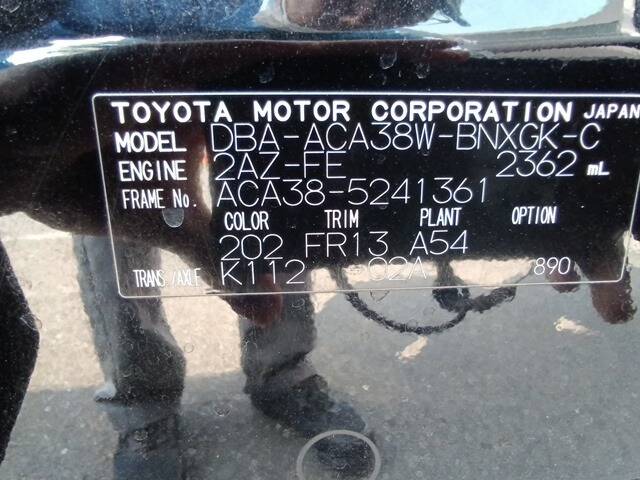 TOYOTA MOTOR CORPORATION JAPAN
MODEL DBA-ACA38W-BNXGK-C
ENGINE 2AZ-FE 2362 mL
FRAME No. ACA38-5241361
COLOR TRIM PLANT OPTION
202 FR13 A54
TRANS./AXLE K112 -02A 890